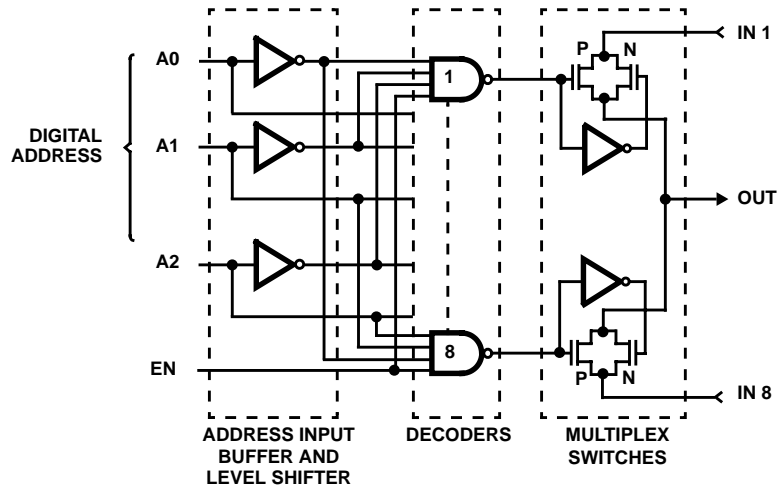 IN 1
P N
A0
1
DIGITAL
ADDRESS
A1
OUT
A2
8
EN
P N
IN 8
ADDRESS INPUT
BUFFER AND
LEVEL SHIFTER
DECODERS
MULTIPLEX
SWITCHES